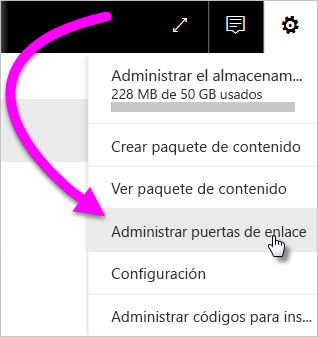 Administrar el almacenam...
228 MB de 50 GB usados
Crear paquete de contenido
Ver paquete de contenido
Administrar puertas de enlace
Configuración
Administrar códigos para ins...